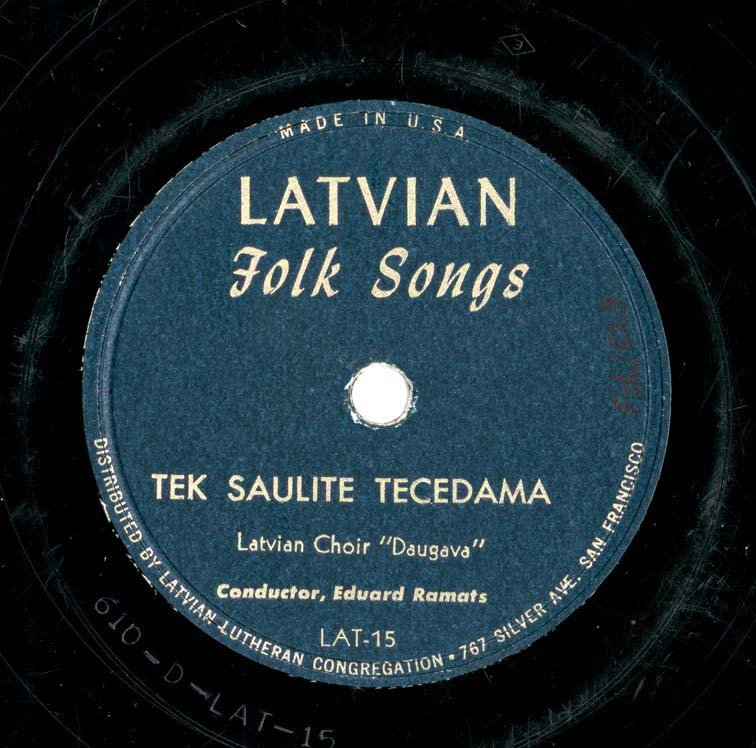 MADE IN U.S.A
LATVIAN
Folk Songs
TEK SAULITE TECEDAMA
Latvian Choir "Daugava"
Conductor, Eduard Ramats
LAT-15
DISTRIBUTED BY LATVIAN-LUTHERAN CONGREGATION • 767 SILVER AVE. SAN FRANCISCO
610-D-LAT-15